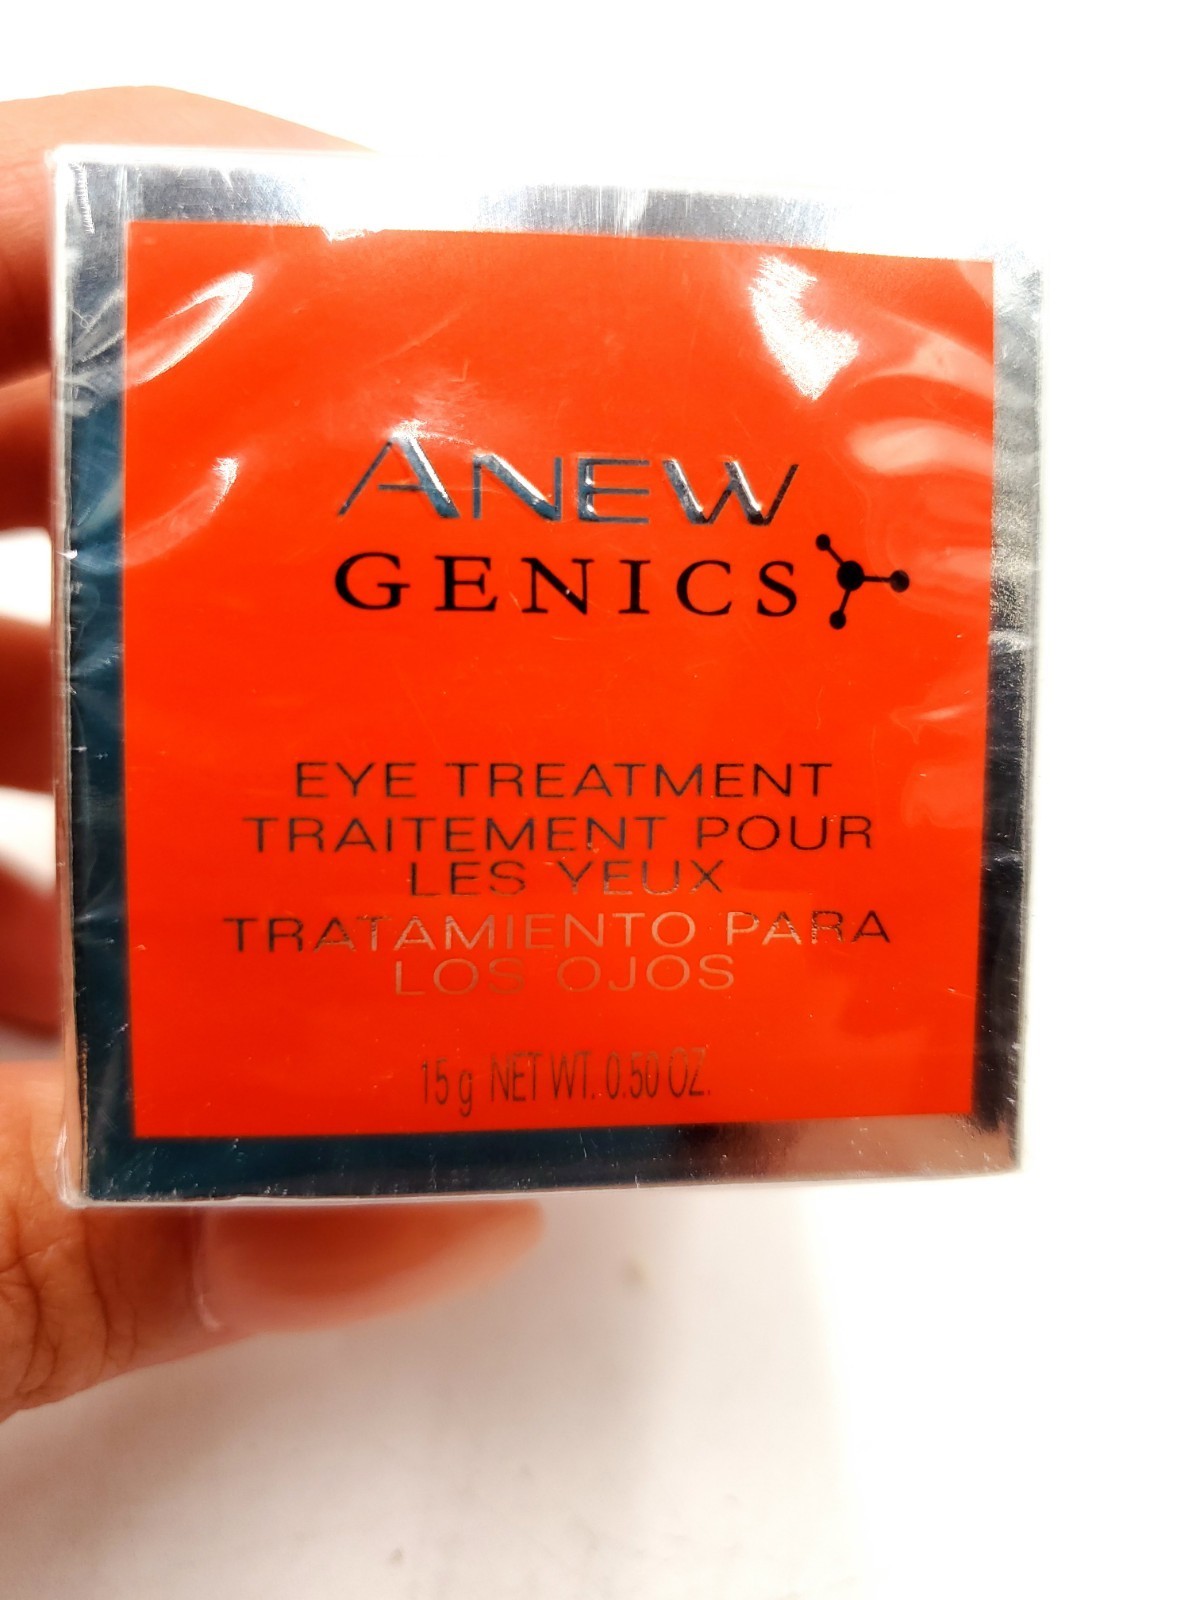 ANEW
GENICS
EYE TREATMENT
TRAITEMENT POUR
LES YEUX
TRATAMIENTO PARA
LOS OJOS
15 g NET WT. 0.50 OZ.